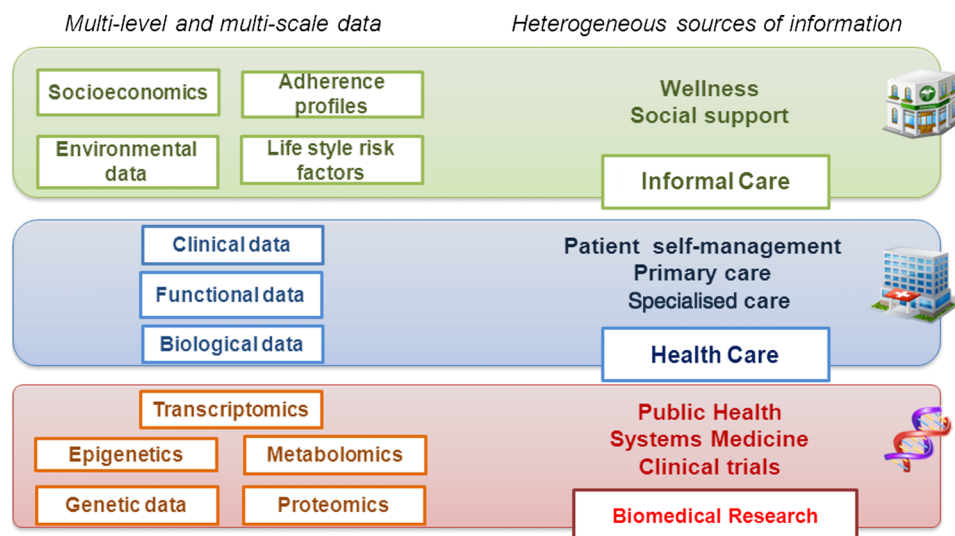 Multi-level and multi-scale data
Heterogeneous sources of information
Socioeconomics
Adherence
profiles
Environmental
data
Life style risk
factors
Wellness
Social support
Informal Care
Clinical data
Functional data
Biological data
Patient self-management
Primary care
Specialised care
Health Care
Transcriptomics
Epigenetics
Metabolomics
Genetic data
Proteomics
Public Health
Systems Medicine
Clinical trials
Biomedical Research